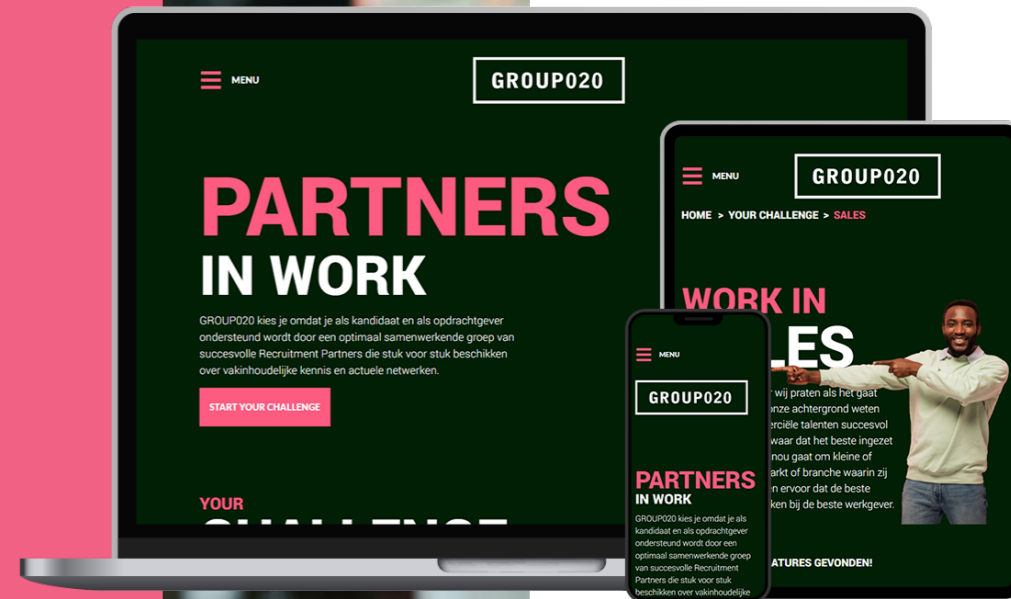 MENU
GROUP020
PARTNERS
IN WORK
GROUP020 kies je omdat je als kandidaat en als opdrachtgever
ondersteund wordt door een optimaal samenwerkende groep van
succesvolle Recruitment Partners die stuk voor stuk beschikken
over vakinhoudelijke kennis en actuele netwerken.
START YOUR CHALLENGE
YOUR
MENU
GROUP020
HOME > YOUR CHALLENGE > SALES
WORK IN
wij praten als het gaat
onze achtergrond weten
talenten succesvol
waar dat het beste ingezet
nou gaat om kleine of
of branche waarin zij
ervoor dat de beste
bij de beste werkgever.
GEVONDEN!
MENU
GROUP020
PARTNERS
IN WORK
GROUP020 kies je omdat je als
kandidaat en als opdrachtgever
ondersteund wordt door een
optimaal samenwerkende groep
van succesvolle Recruitment
Partners die stuk voor stuk
beschikken over vakinhoudelijke